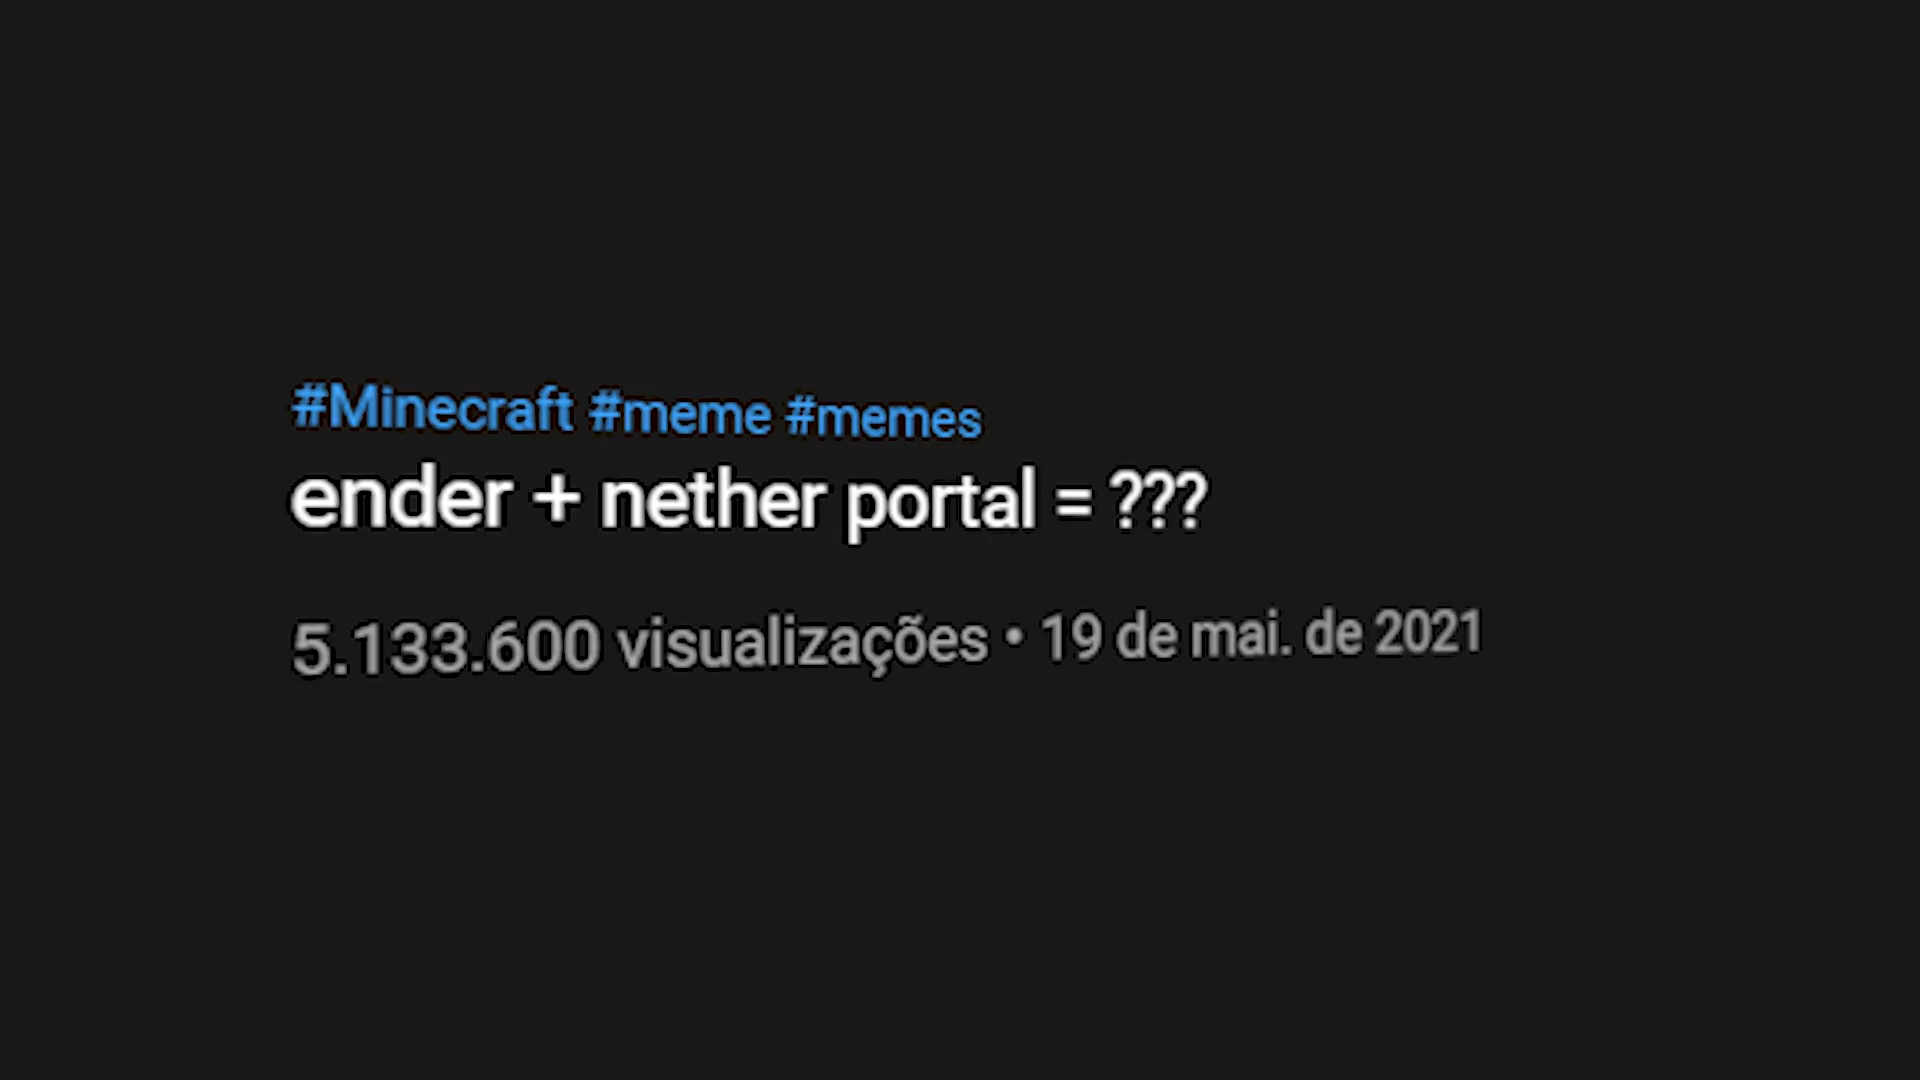 #Minecraft #meme #memes
ender + nether portal = ???
5.133.600 visualizações • 19 de mai. de 2021